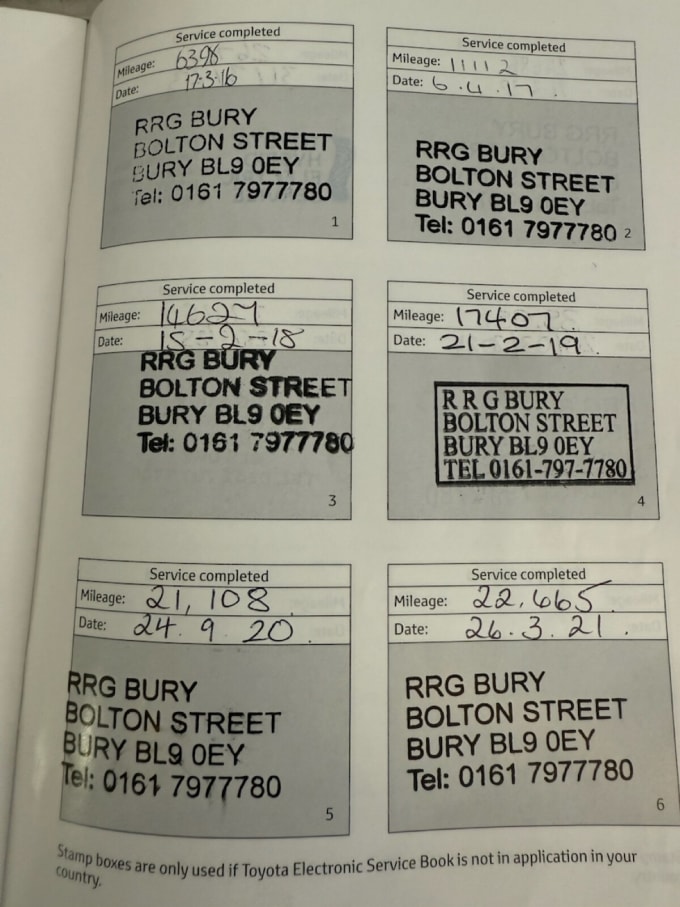 Service completed
Mileage: 6398
Date: 17-3-16
RRG BURY
BOLTON STREET
BURY BL9 0EY
Tel: 0161 7977780
1
Service completed
Mileage: 11112
Date: 6.4.17.
RRG BURY
BOLTON STREET
BURY BL9 0EY
Tel: 0161 7977780
2
Service completed
Mileage: 14627
Date: 15-2-18
RRG BURY
BOLTON STREET
BURY BL9 0EY
Tel: 0161 7977780
3
Service completed
Mileage: 17407.
Date: 21-2-19.
R R G BURY
BOLTON STREET
BURY BL9 0EY
TEL 0161-797-7780
4
Service completed
Mileage: 21,108.
Date: 24.9.20.
RRG BURY
BOLTON STREET
BURY BL9 0EY
Tel: 0161 7977780
5
Service completed
Mileage: 22,665.
Date: 26.3.21.
RRG BURY
BOLTON STREET
BURY BL9 0EY
Tel: 0161 7977780
6
Stamp boxes are only used if Toyota Electronic Service Book is not in application in your
country.